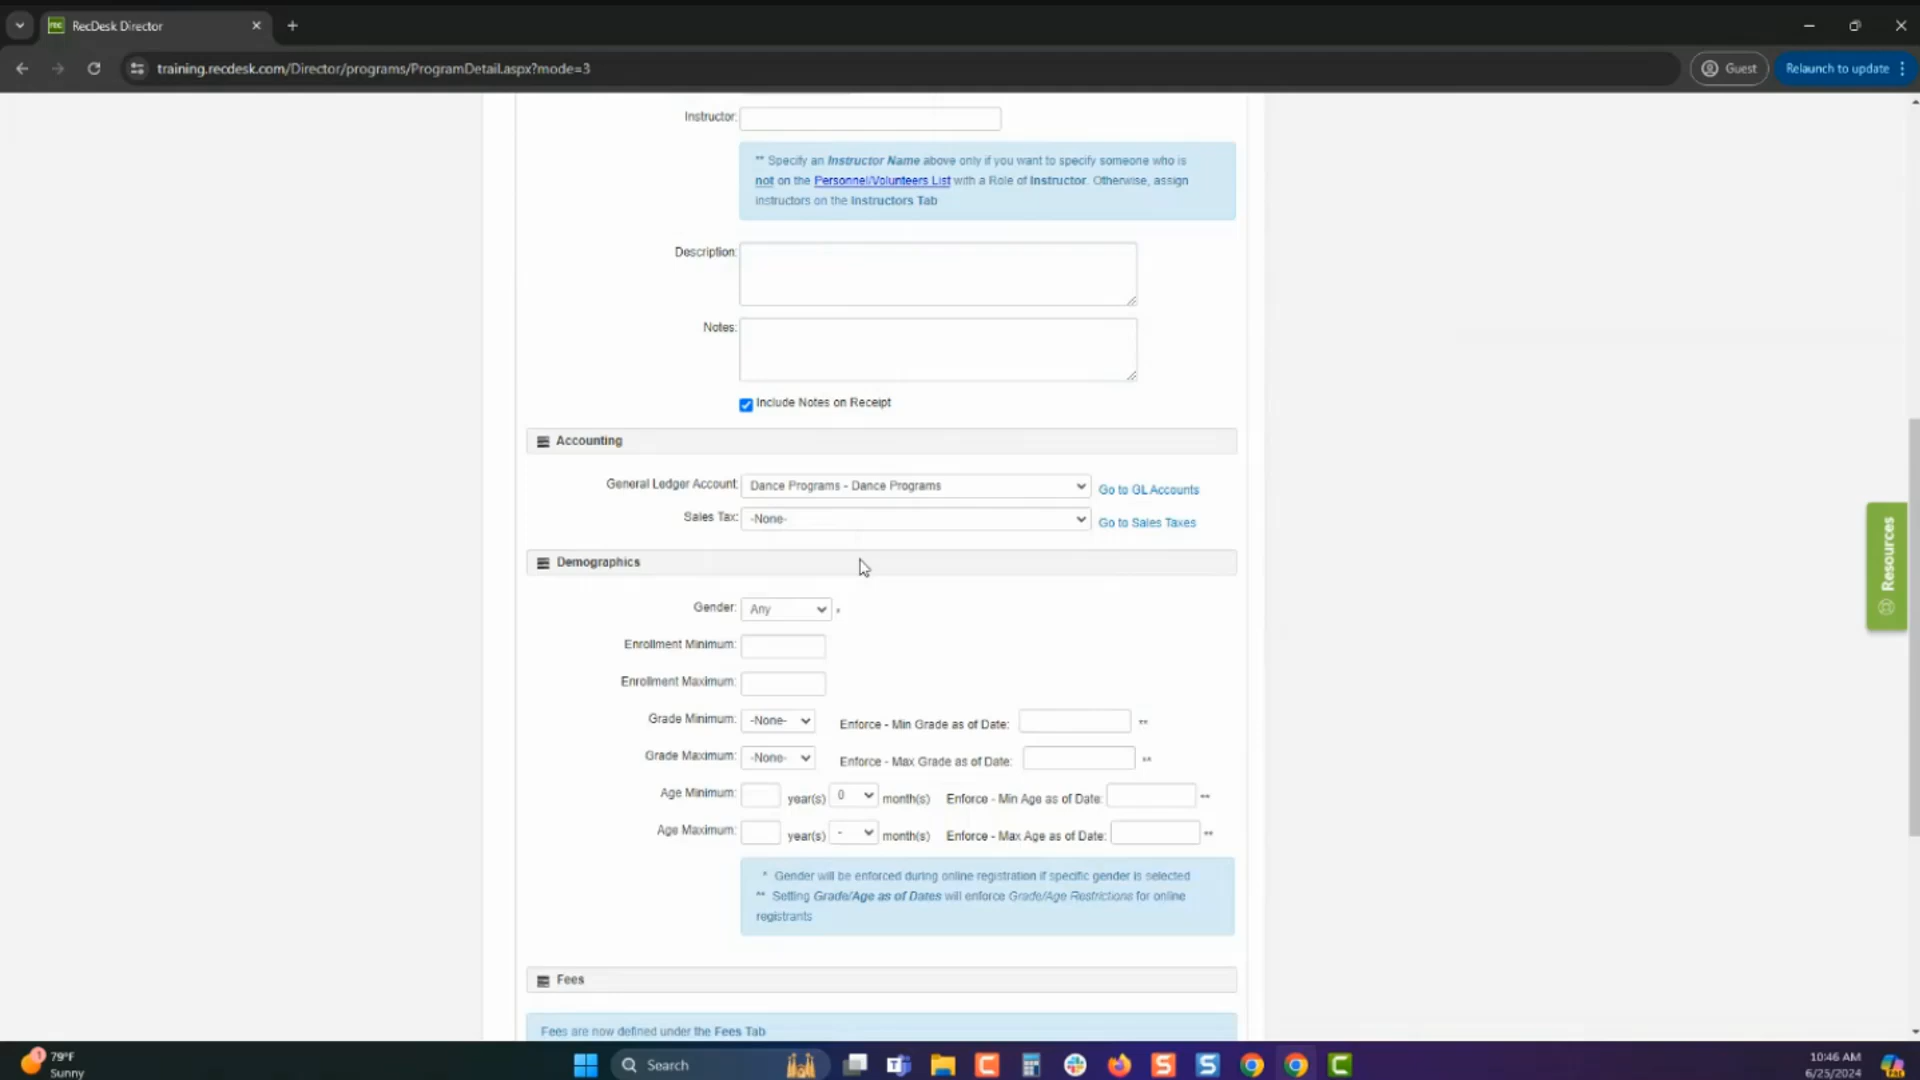 RecDesk Director
training.recdesk.com/Director/programs/ProgramDetail.aspx?mode=3
Guest
Relaunch to update
Instructor:
** Specify an Instructor Name above only if you want to specify someone who is
not on the Personnel/Volunteers List with a Role of Instructor. Otherwise, assign
instructors on the Instructors Tab
Description:
Notes:
Include Notes on Receipt
Accounting
General Ledger Account: Dance Programs - Dance Programs Go to GL Accounts
Sales Tax: -None- Go to Sales Taxes
Demographics
Gender: Any *
Enrollment Minimum:
Enrollment Maximum:
Grade Minimum: -None- Enforce - Min Grade as of Date: **
Grade Maximum: -None- Enforce - Max Grade as of Date: **
Age Minimum: year(s) 0 month(s) Enforce - Min Age as of Date: **
Age Maximum: year(s) - month(s) Enforce - Max Age as of Date: **
* Gender will be enforced during online registration if specific gender is selected
** Setting Grade/Age as of Dates will enforce Grade/Age Restrictions for online
registrants
Fees
Fees are now defined under the Fees Tab
Resources
1
79°F
Sunny
Search
10:46 AM
6/25/2024